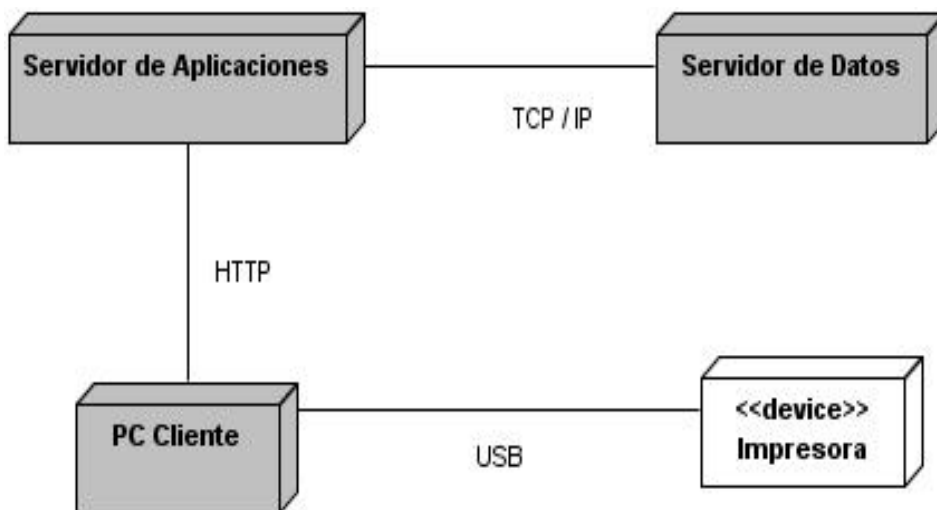 Servidor de Aplicaciones
Servidor de Datos
TCP / IP
HTTP
PC Cliente
<<device>>
Impresora
USB